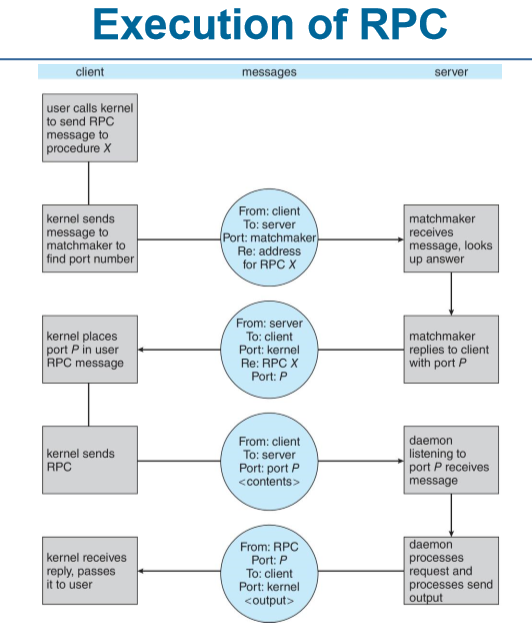 Execution of RPC
client
messages
server
user calls kernel
to send RPC
message to
procedure X
kernel sends
message to
matchmaker to
find port number
From: client
To: server
Port: matchmaker
Re: address
for RPC X
matchmaker
receives
message, looks
up answer
kernel places
port P in user
RPC message
From: server
To: client
Port: kernel
Re: RPC X
Port: P
matchmaker
replies to client
with port P
kernel sends
RPC
From: client
To: server
Port: port P
<contents>
daemon
listening to
port P receives
message
kernel receives
reply, passes
it to user
From: RPC
Port: P
To: client
Port: kernel
<output>
daemon
processes
request and
processes send
output